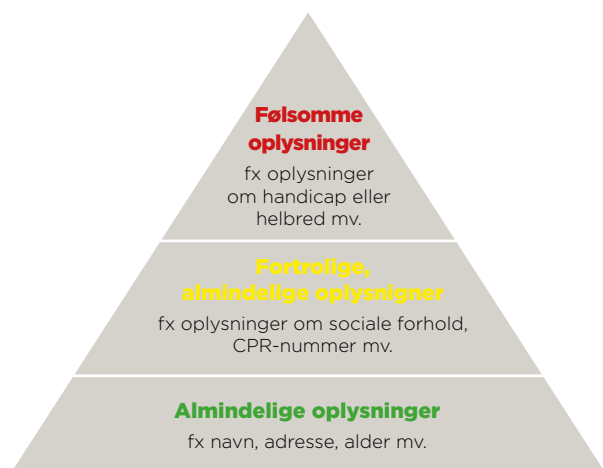 Følsomme
oplysninger
fx oplysninger
om handicap eller
helbred mv.
Fortrolige,
almindelige oplysnigner
fx oplysninger om sociale forhold,
CPR-nummer mv.
Almindelige oplysninger
fx navn, adresse, alder mv.